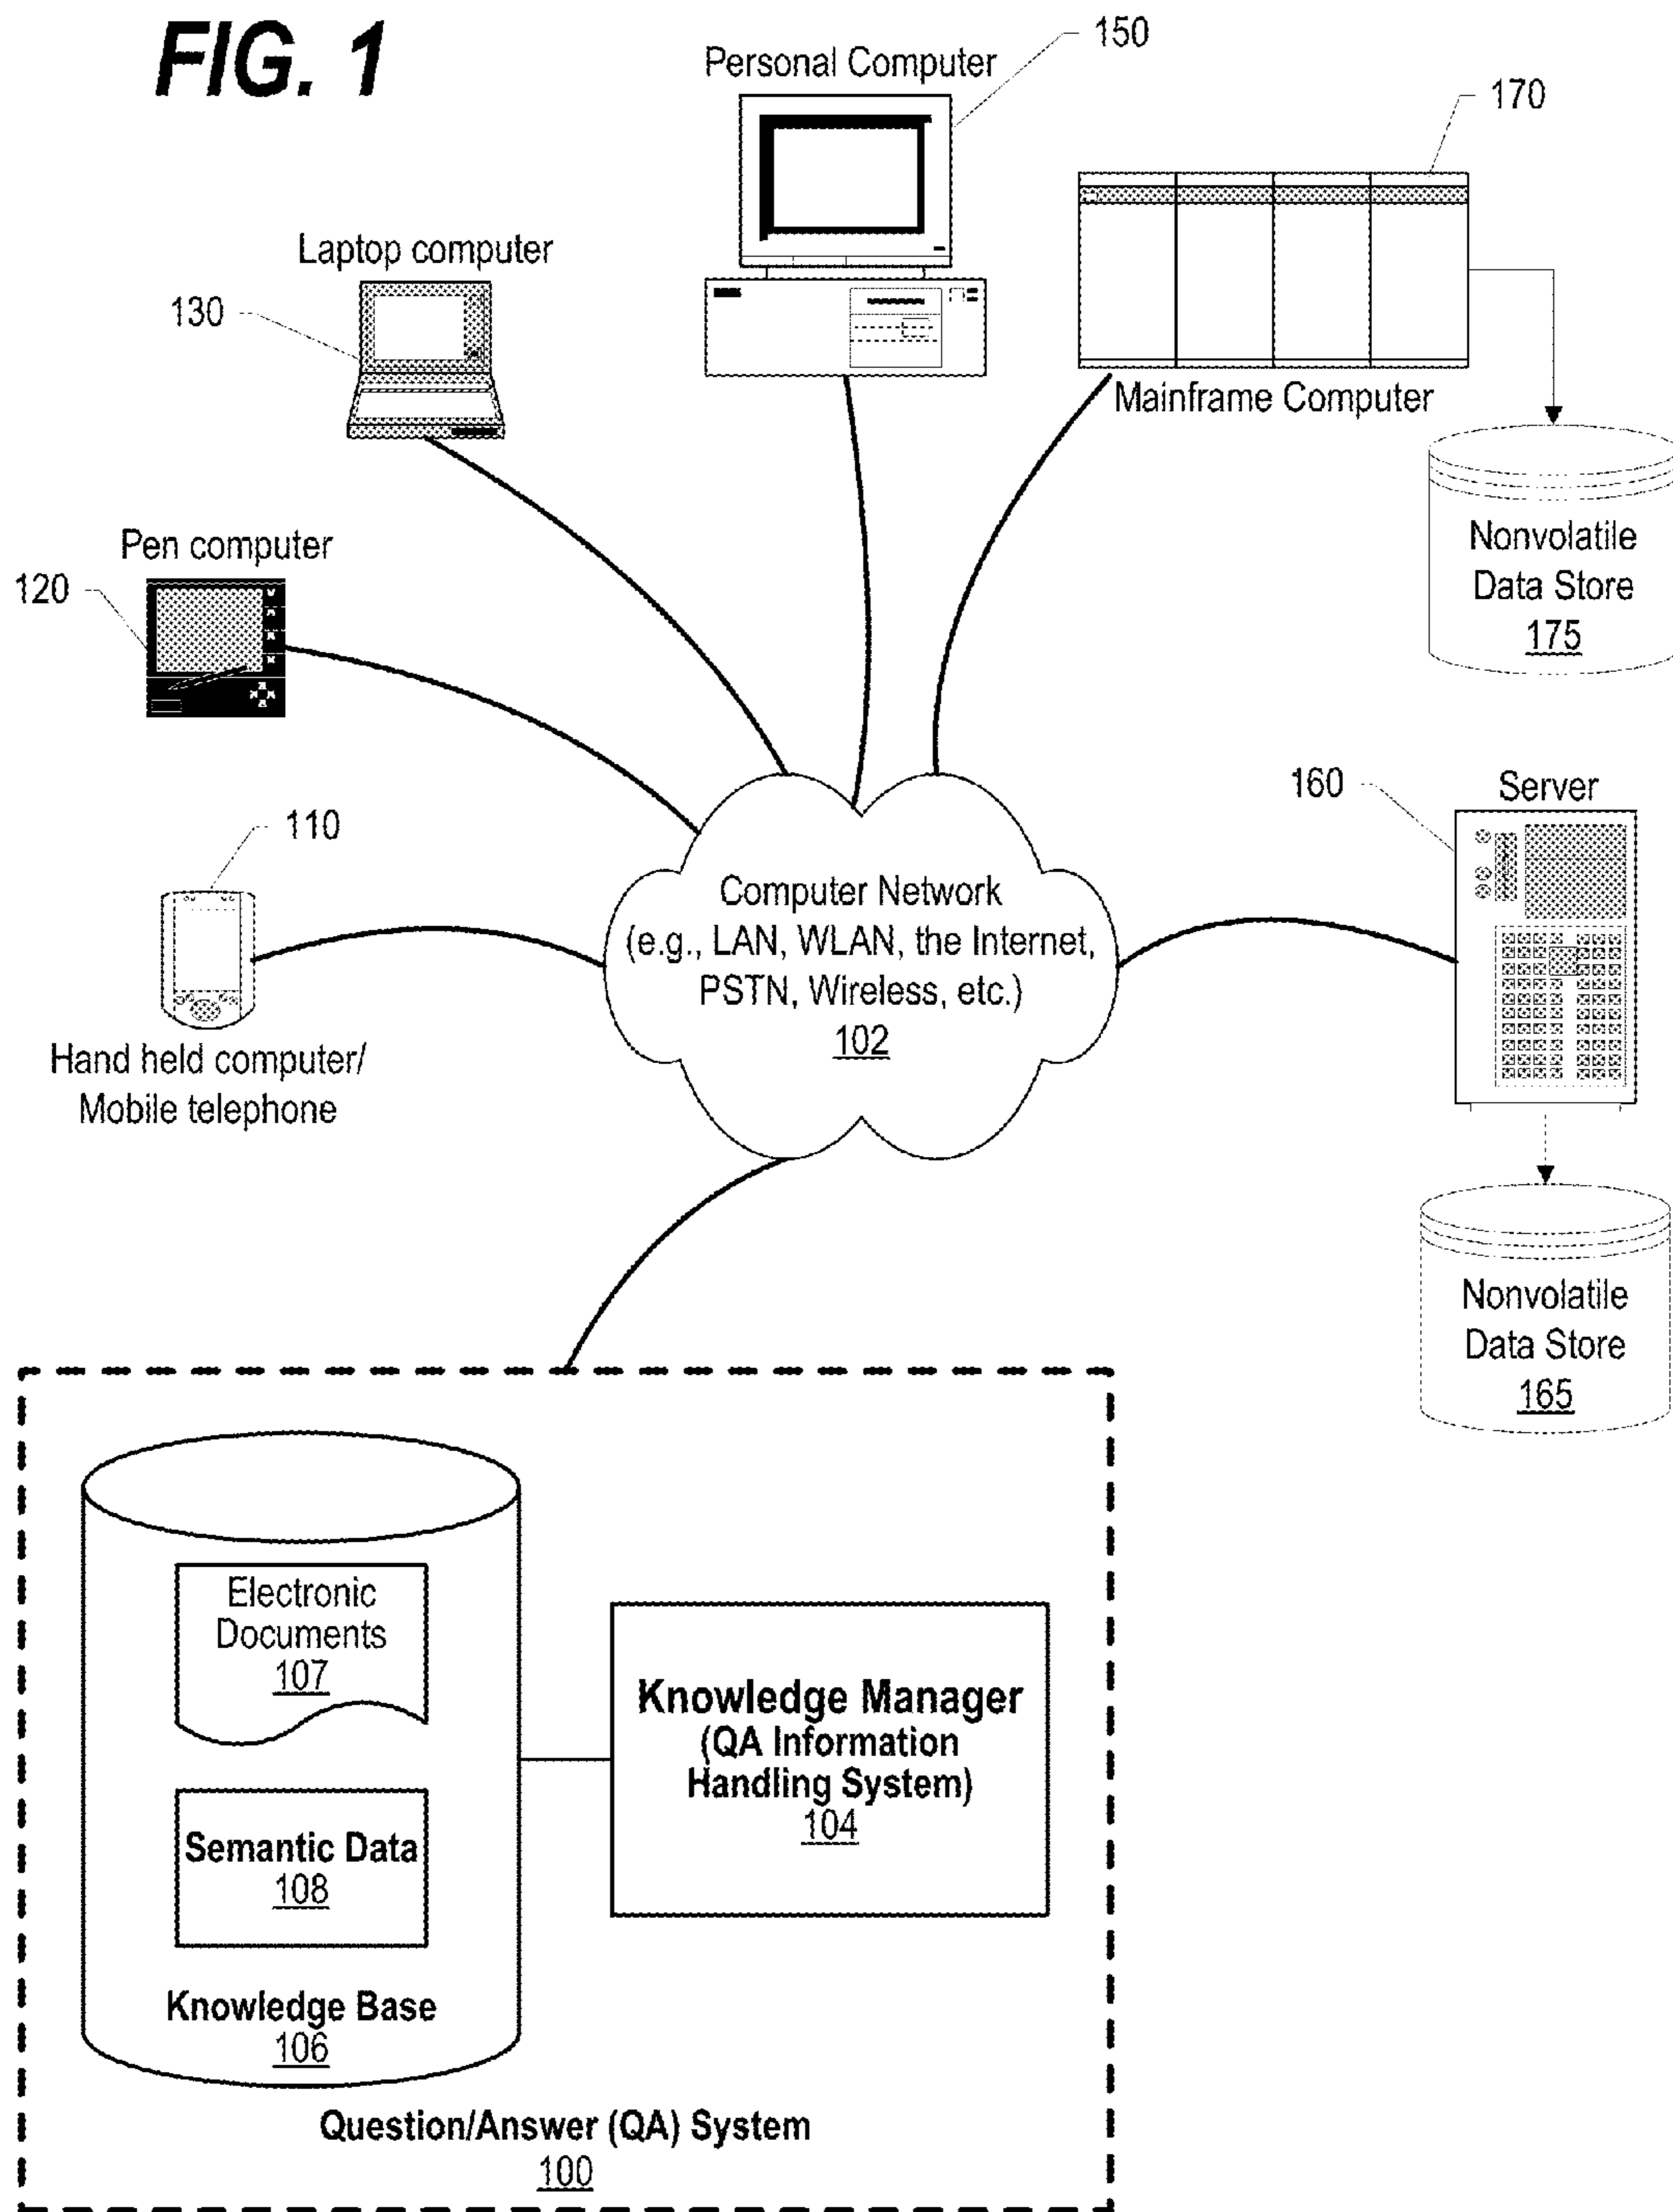 FIG. 1
Personal Computer
150
170
Laptop computer
130
Mainframe Computer
Nonvolatile
Data Store
175
Pen computer
120
110
Hand held computer/
Mobile telephone
Computer Network
(e.g., LAN, WLAN, the Internet,
PSTN, Wireless, etc.)
102
160
Server
Nonvolatile
Data Store
165
Electronic
Documents
107
Semantic Data
108
Knowledge Base
106
Knowledge Manager
(QA Information
Handling System)
104
Question/Answer (QA) System
100